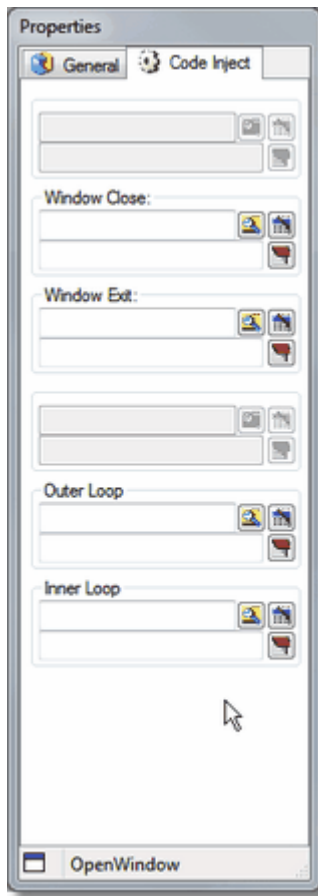 Properties
General
Code Inject
Window Close:
Window Exit:
Outer Loop
Inner Loop
OpenWindow